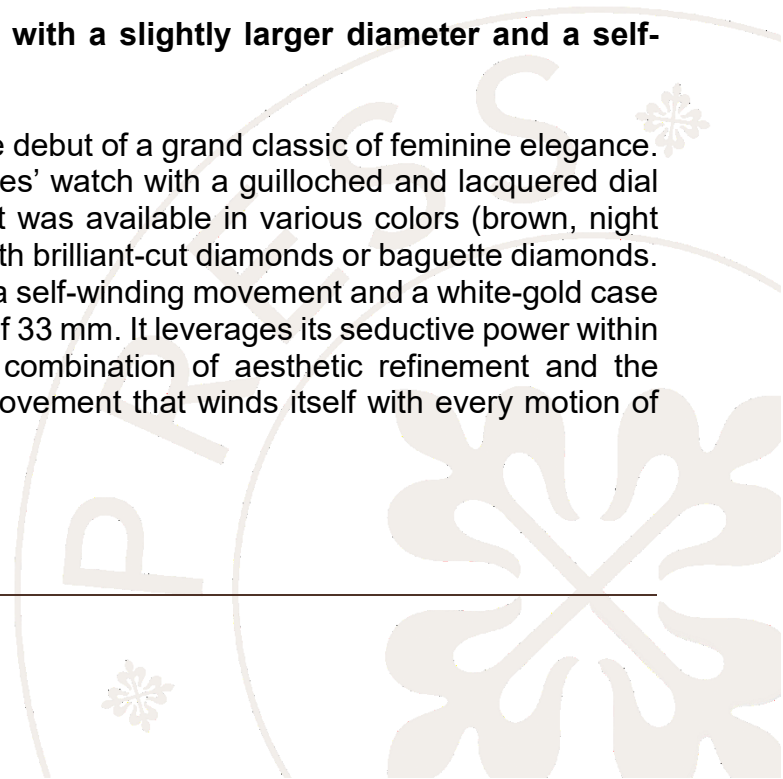 with a slightly larger diameter and a self-
debut of a grand classic of feminine elegance.
es’ watch with a guilloched and lacquered dial
was available in various colors (brown, night
th brilliant-cut diamonds or baguette diamonds.
a self-winding movement and a white-gold case
f 33 mm. It leverages its seductive power within
combination of aesthetic refinement and the
ovement that winds itself with every motion of
PRESS